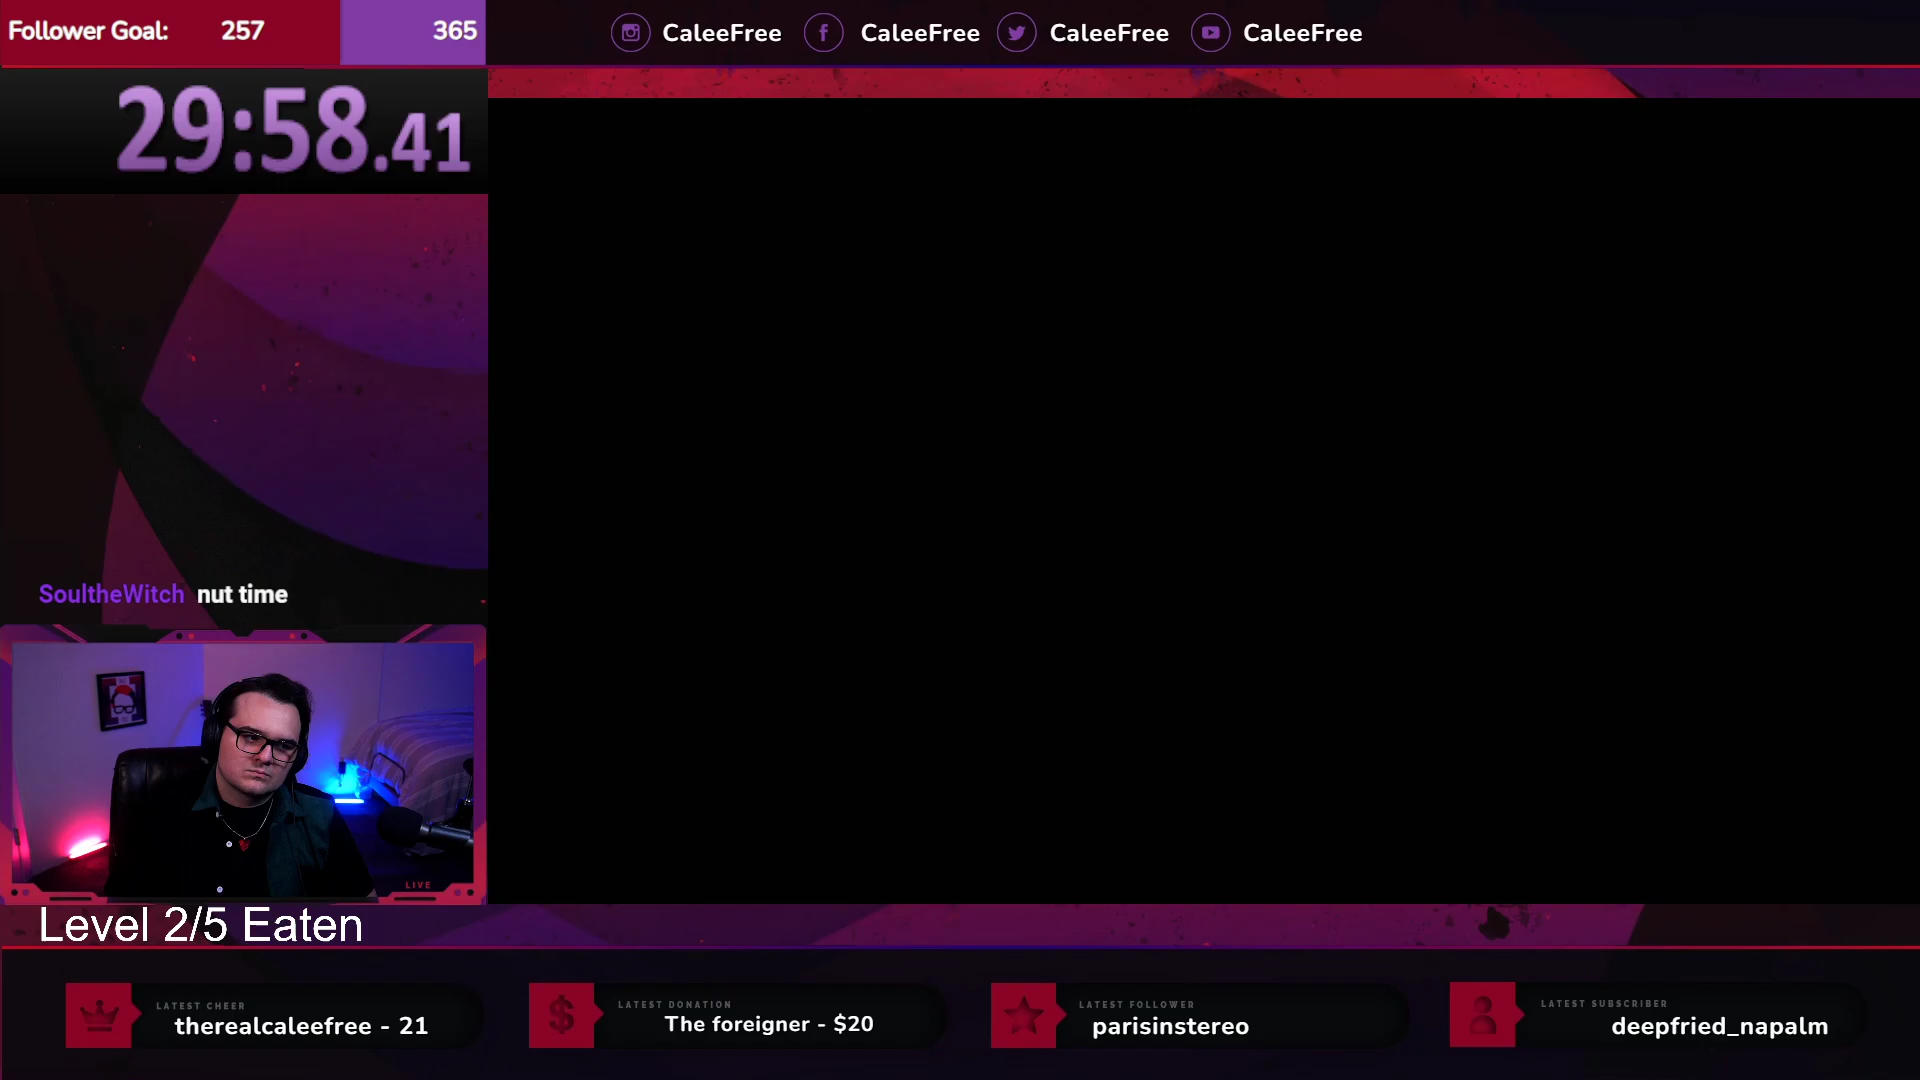 Follower Goal: 257 365
CaleeFree CaleeFree CaleeFree CaleeFree
29:58.41
SoultheWitch nut time
LIVE
Level 2/5 Eaten
LATEST CHEER
therealcaleefree - 21
LATEST DONATION
The foreigner - $20
LATEST FOLLOWER
parisinstereo
LATEST SUBSCRIBER
deepfried_napalm